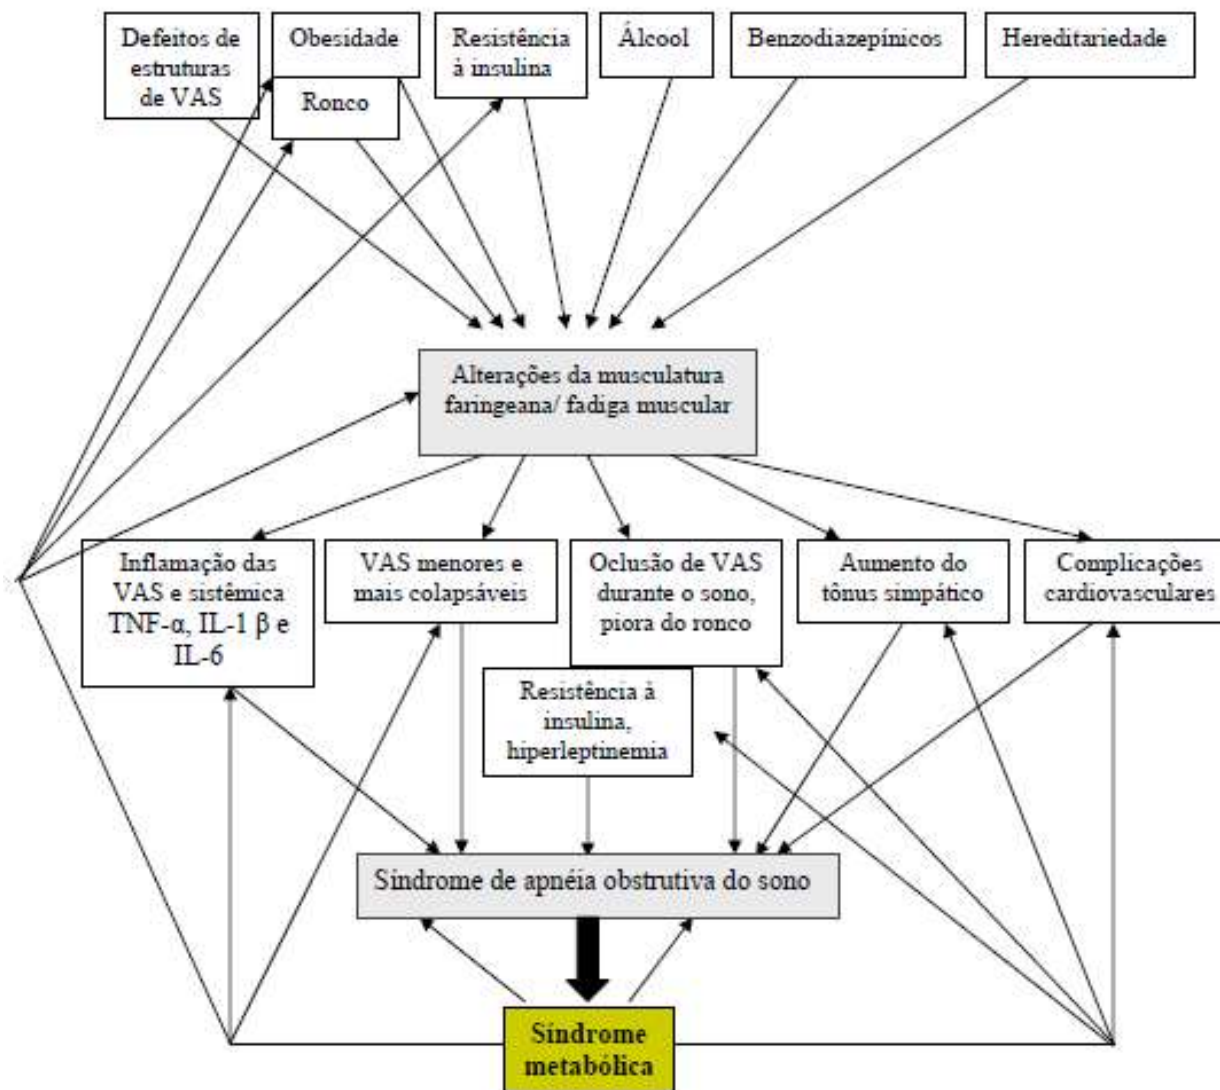 Defeitos de
estruturas
de VAS
Obesidade
Ronco
Resistência
à insulina
Álcool
Benzodiazepínicos
Hereditariedade
Alterações da musculatura
faringeana/ fadiga muscular
Inflamação das
VAS e sistêmica
TNF-α, IL-1 β e
IL-6
VAS menores e
mais colapsáveis
Oclusão de VAS
durante o sono,
piora do ronco
Aumento do
tônus simpático
Complicações
cardiovasculares
Resistência à
insulina,
hiperleptinemia
Síndrome de apnéia obstrutiva do sono
Síndrome
metabólica